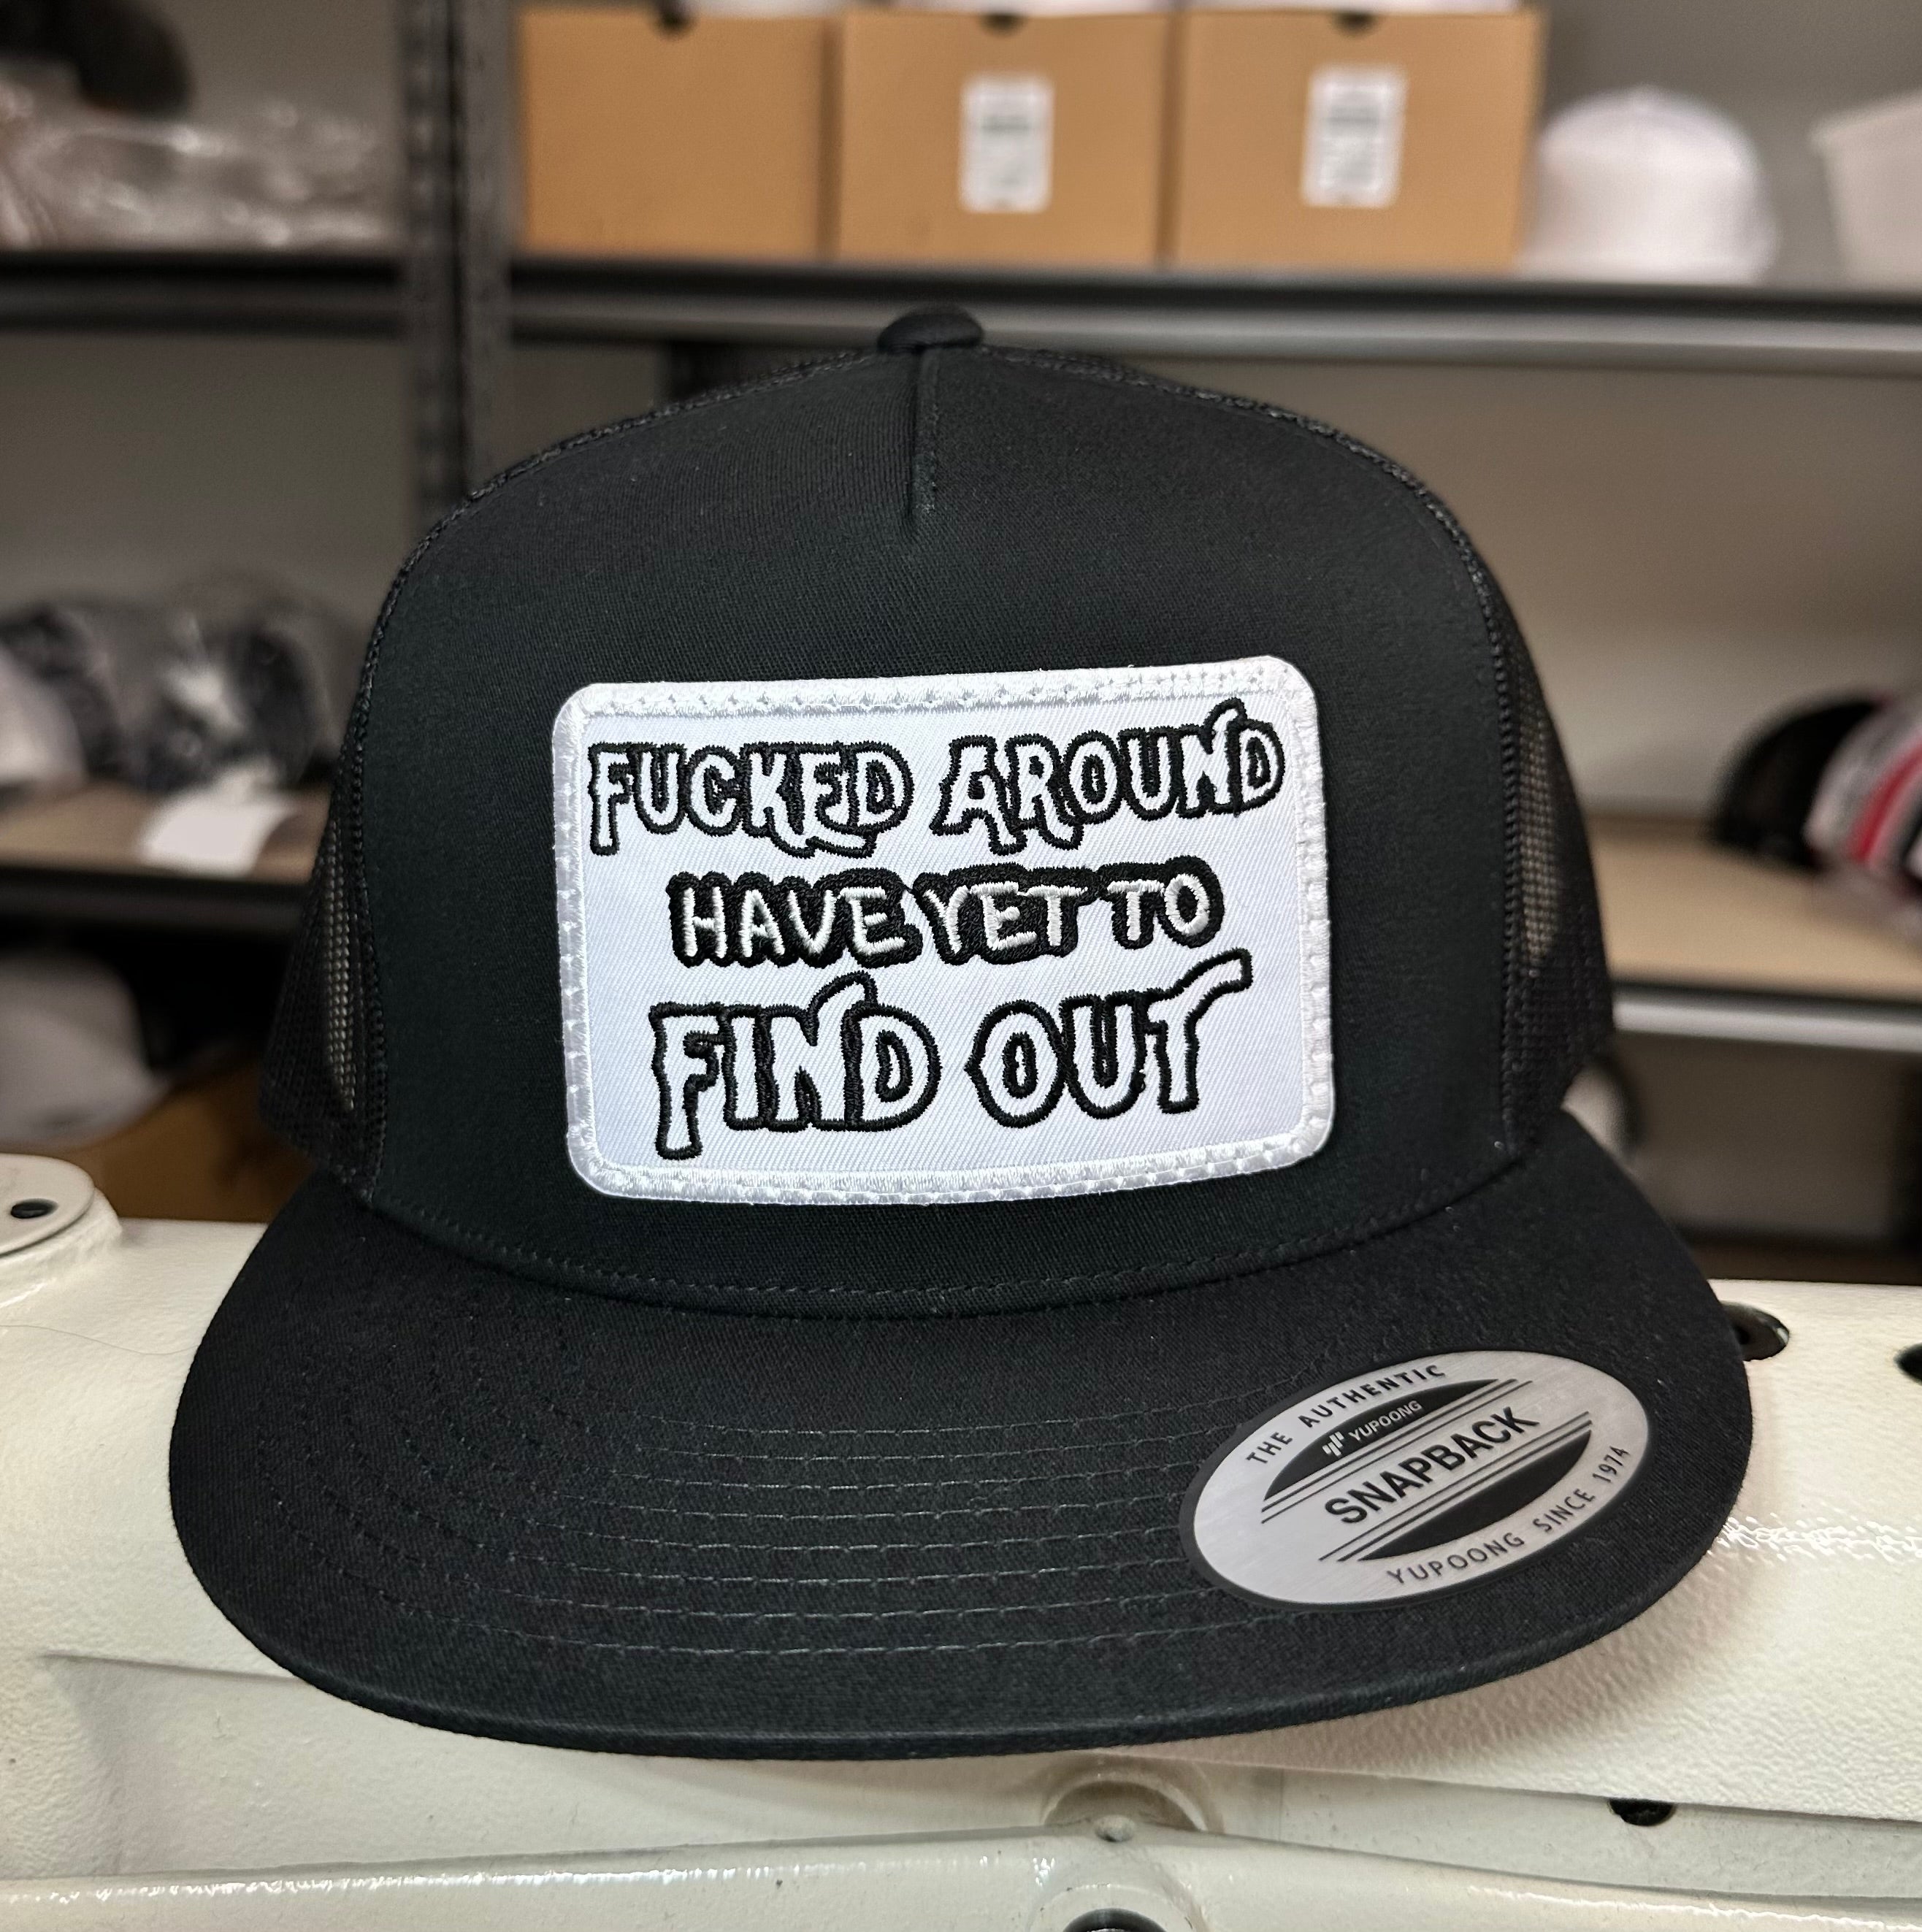 FUCKED AROUND
HAVE YET TO
FIND OUT
THE AUTHENTIC
YUPOONG
SNAPBACK
YUPOONG SINCE 1974